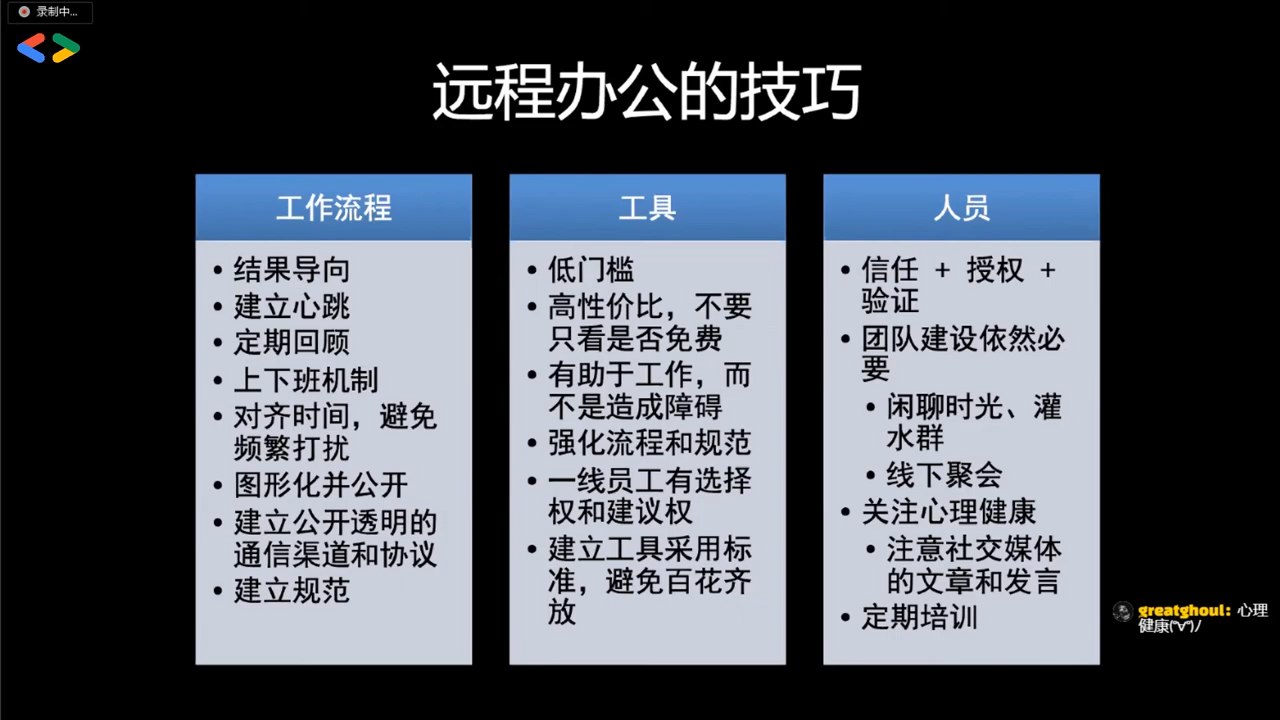 录制中...
远程办公的技巧
工作流程
• 结果导向
• 建立心跳
• 定期回顾
• 上下班机制
• 对齐时间，避免
频繁打扰
• 图形化并公开
• 建立公开透明的
通信渠道和协议
• 建立规范
工具
• 低门槛
• 高性价比，不要
只看是否免费
• 有助于工作，而
不是造成障碍
• 强化流程和规范
• 一线员工有选择
权和建议权
• 建立工具采用标
准，避免百花齐
放
人员
• 信任 + 授权 +
验证
• 团队建设依然必
要
• 闲聊时光、灌
水群
• 线下聚会
• 关注心理健康
• 注意社交媒体
的文章和发言
• 定期培训
greatghoul：心理
健康(°∀°)ﾉ